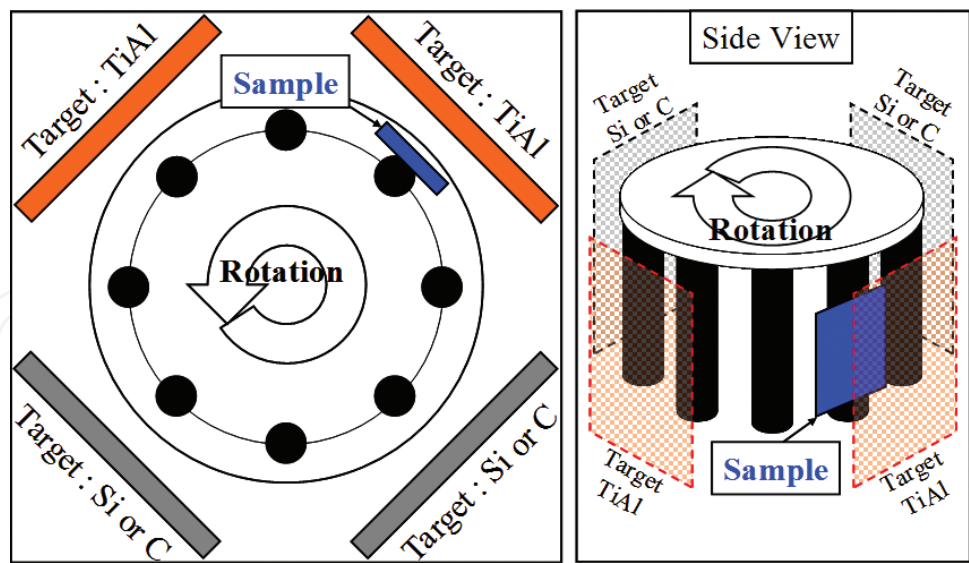 Target : TiAl
Sample
Target : TiAl
Rotation
Target : Si or C
Target : Si or C
Side View
Target
Si or C
Target
Si or C
Rotation
Sample
Target
TiAl
Target
TiAl